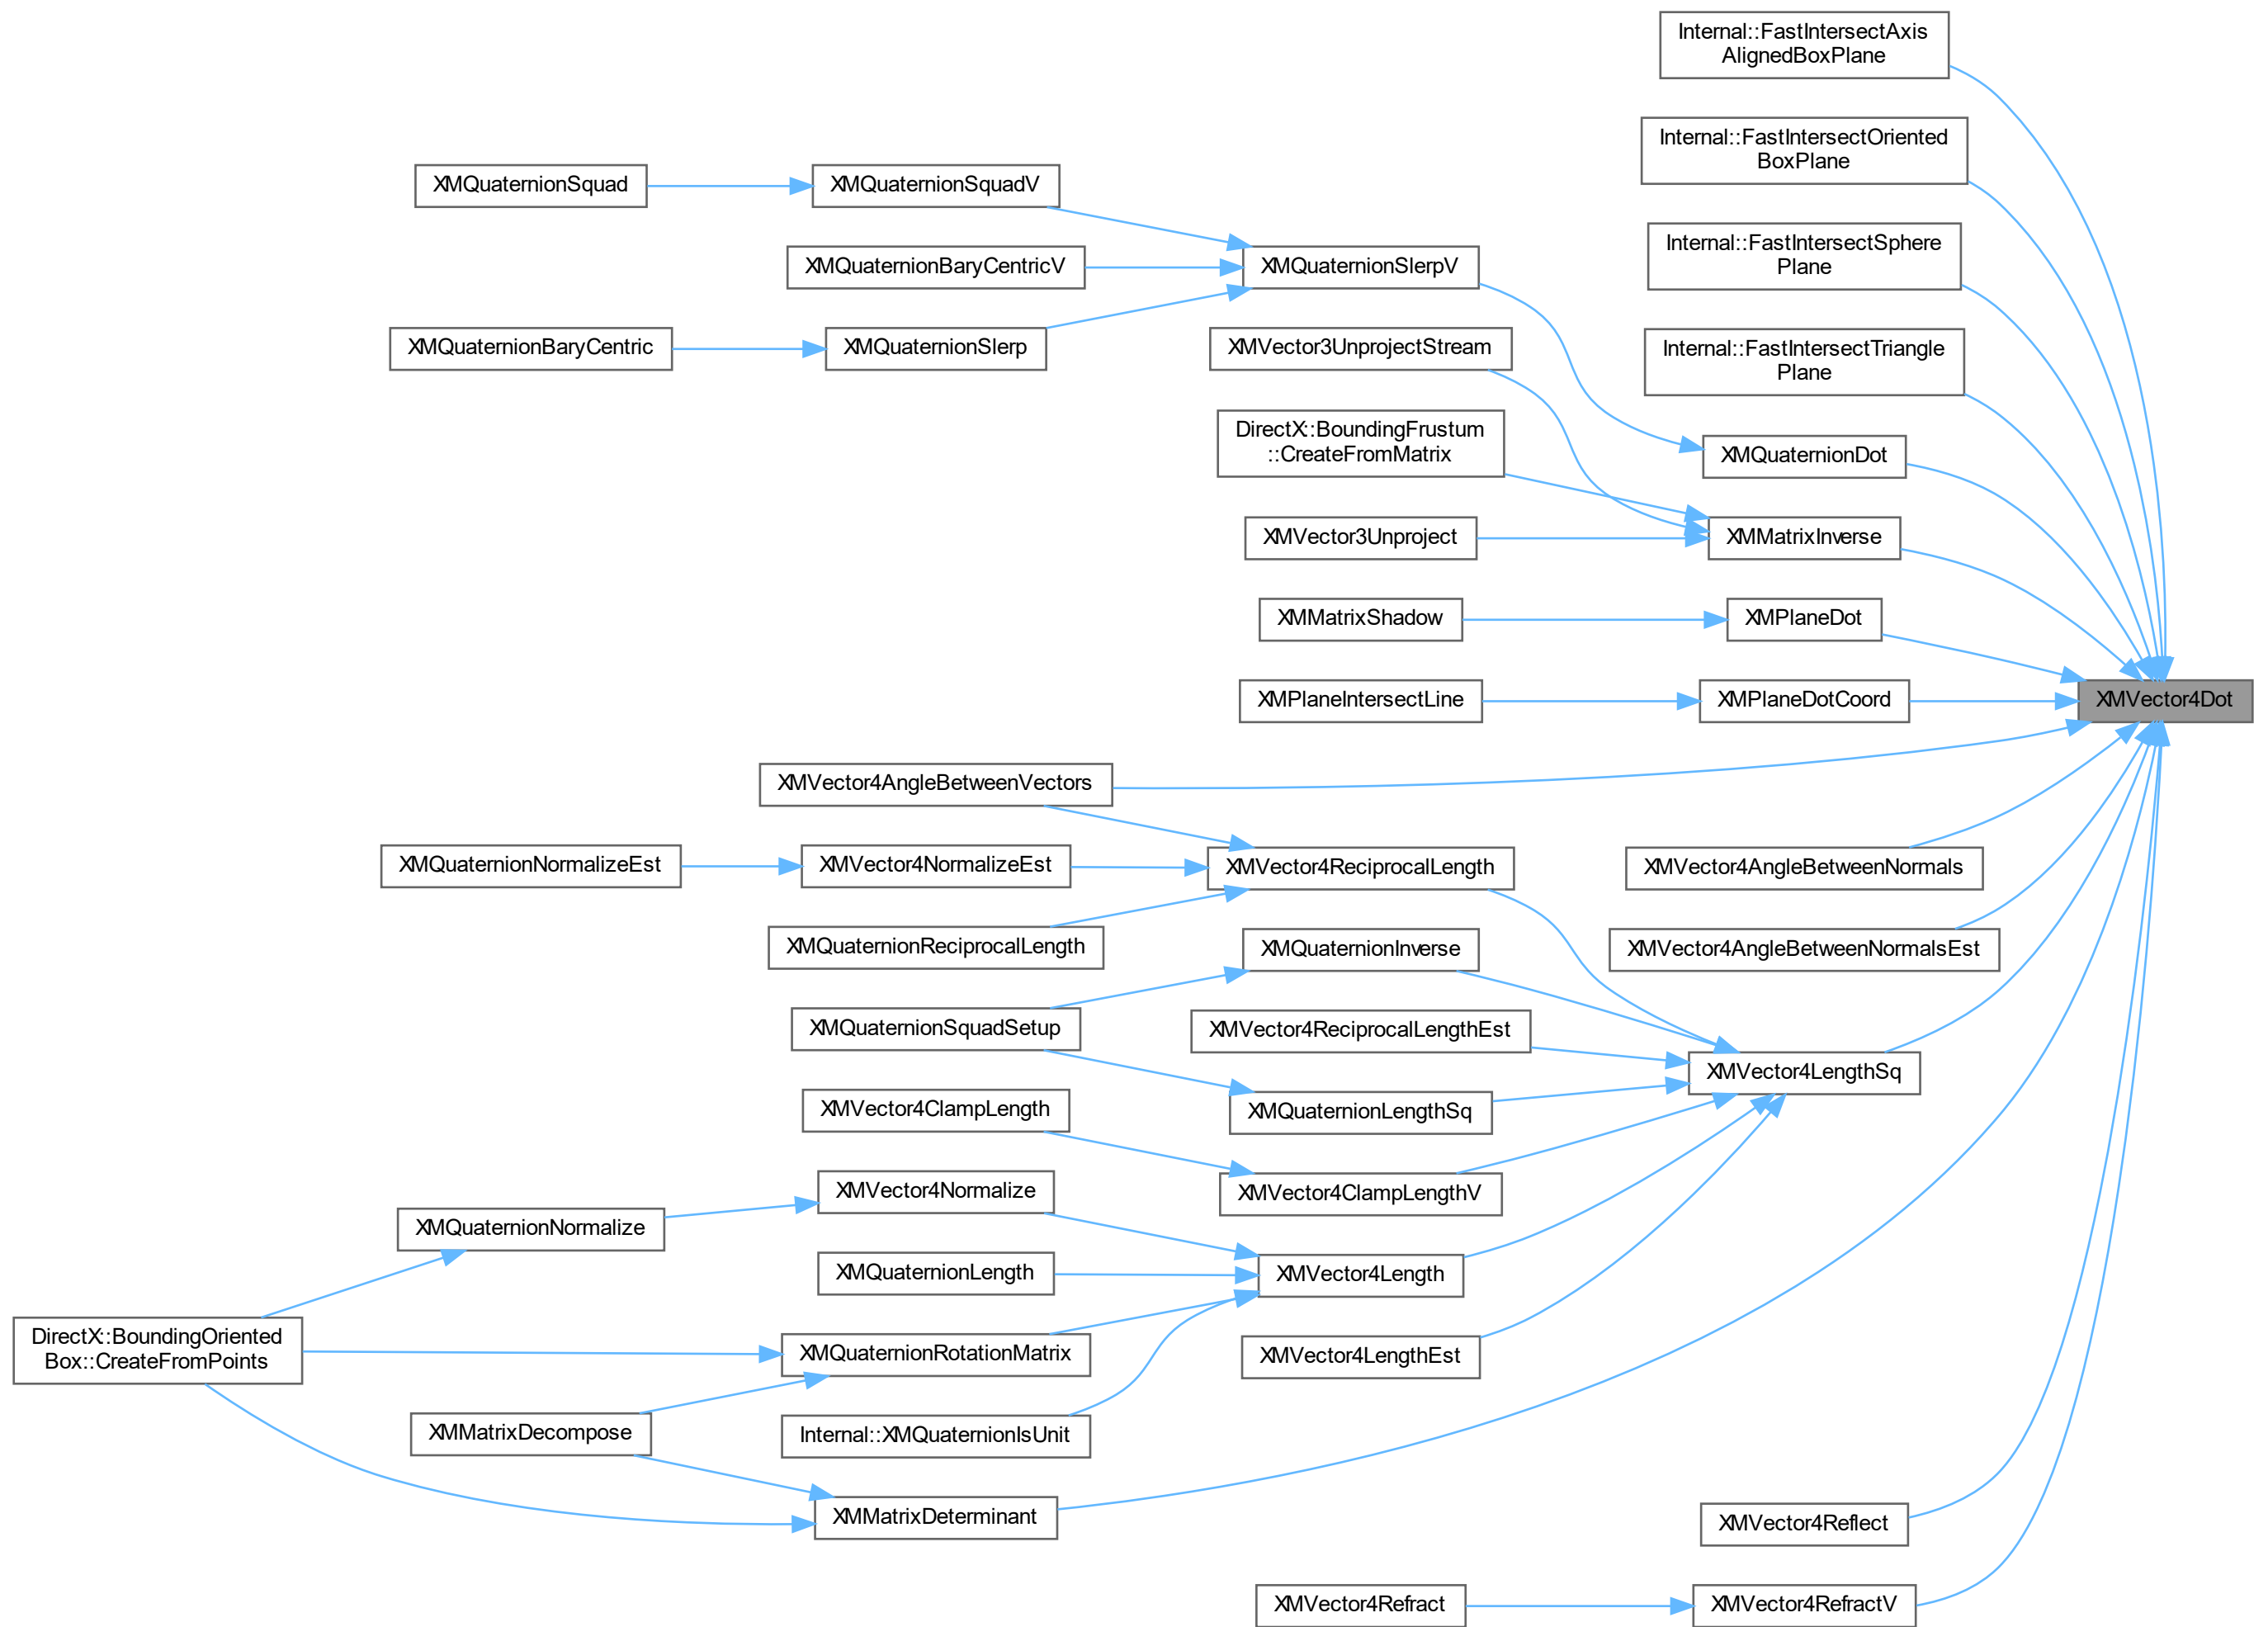 Internal::FastIntersectAxis
AlignedBoxPlane
Internal::FastIntersectOriented
BoxPlane
XMQuaternionSquad
XMQuaternionSquadV
Internal::FastIntersectSphere
Plane
XMQuaternionBaryCentricV
XMQuaternionSlerpV
XMQuaternionBaryCentric
XMQuaternionSlerp
XMVector3UnprojectStream
Internal::FastIntersectTriangle
Plane
DirectX::BoundingFrustum
::CreateFromMatrix
XMQuaternionDot
XMVector3Unproject
XMMatrixInverse
XMMatrixShadow
XMPlaneDot
XMPlaneIntersectLine
XMPlaneDotCoord
XMVector4Dot
XMVector4AngleBetweenVectors
XMQuaternionNormalizeEst
XMVector4NormalizeEst
XMVector4ReciprocalLength
XMVector4AngleBetweenNormals
XMQuaternionReciprocalLength
XMQuaternionInverse
XMVector4AngleBetweenNormalsEst
XMQuaternionSquadSetup
XMVector4ReciprocalLengthEst
XMVector4LengthSq
XMVector4ClampLength
XMQuaternionLengthSq
XMVector4Normalize
XMVector4ClampLengthV
XMQuaternionNormalize
XMQuaternionLength
XMVector4Length
DirectX::BoundingOriented
Box::CreateFromPoints
XMQuaternionRotationMatrix
XMVector4LengthEst
XMMatrixDecompose
Internal::XMQuaternionIsUnit
XMMatrixDeterminant
XMVector4Reflect
XMVector4Refract
XMVector4RefractV